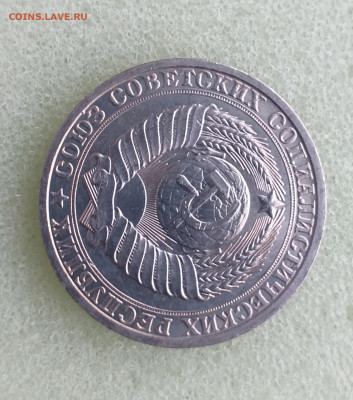 COINS.LAVE.RU
★ СОЮЗ СОВЕТСКИХ СОЦИАЛИСТИЧЕСКИХ РЕСПУБЛИК